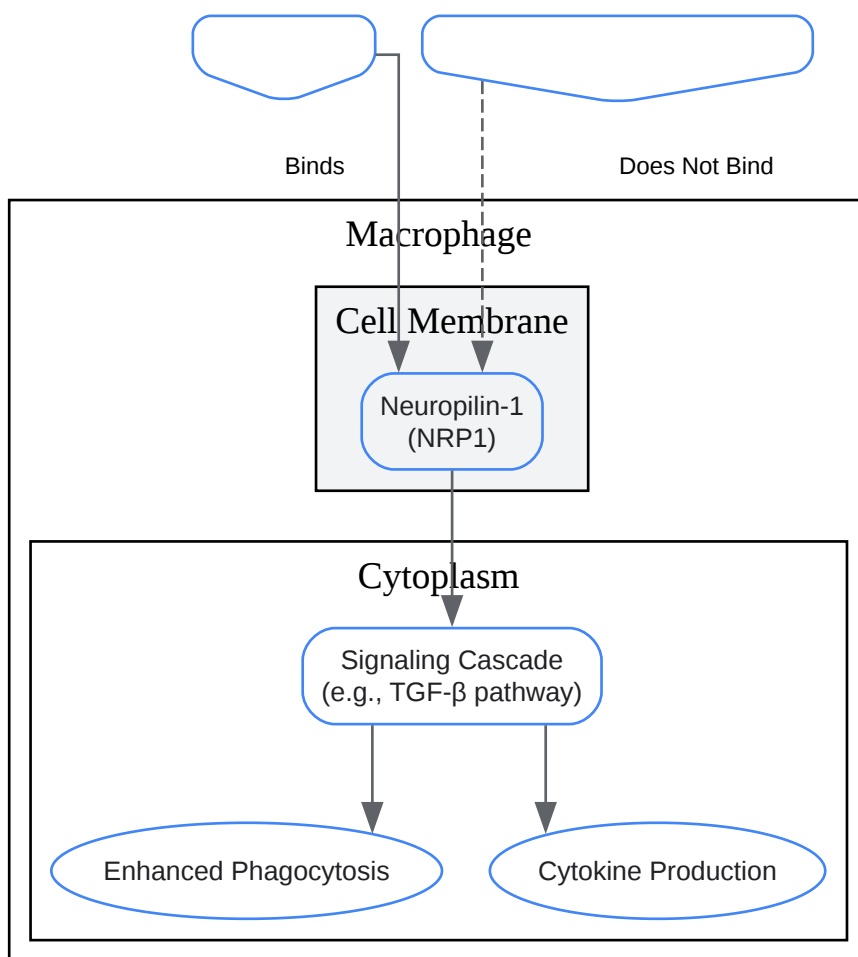 Binds
Does Not Bind
Macrophage
Cell Membrane
Neuropilin-1
(NRP1)
Cytoplasm
Signaling Cascade
(e.g., TGF-β pathway)
Enhanced Phagocytosis
Cytokine Production